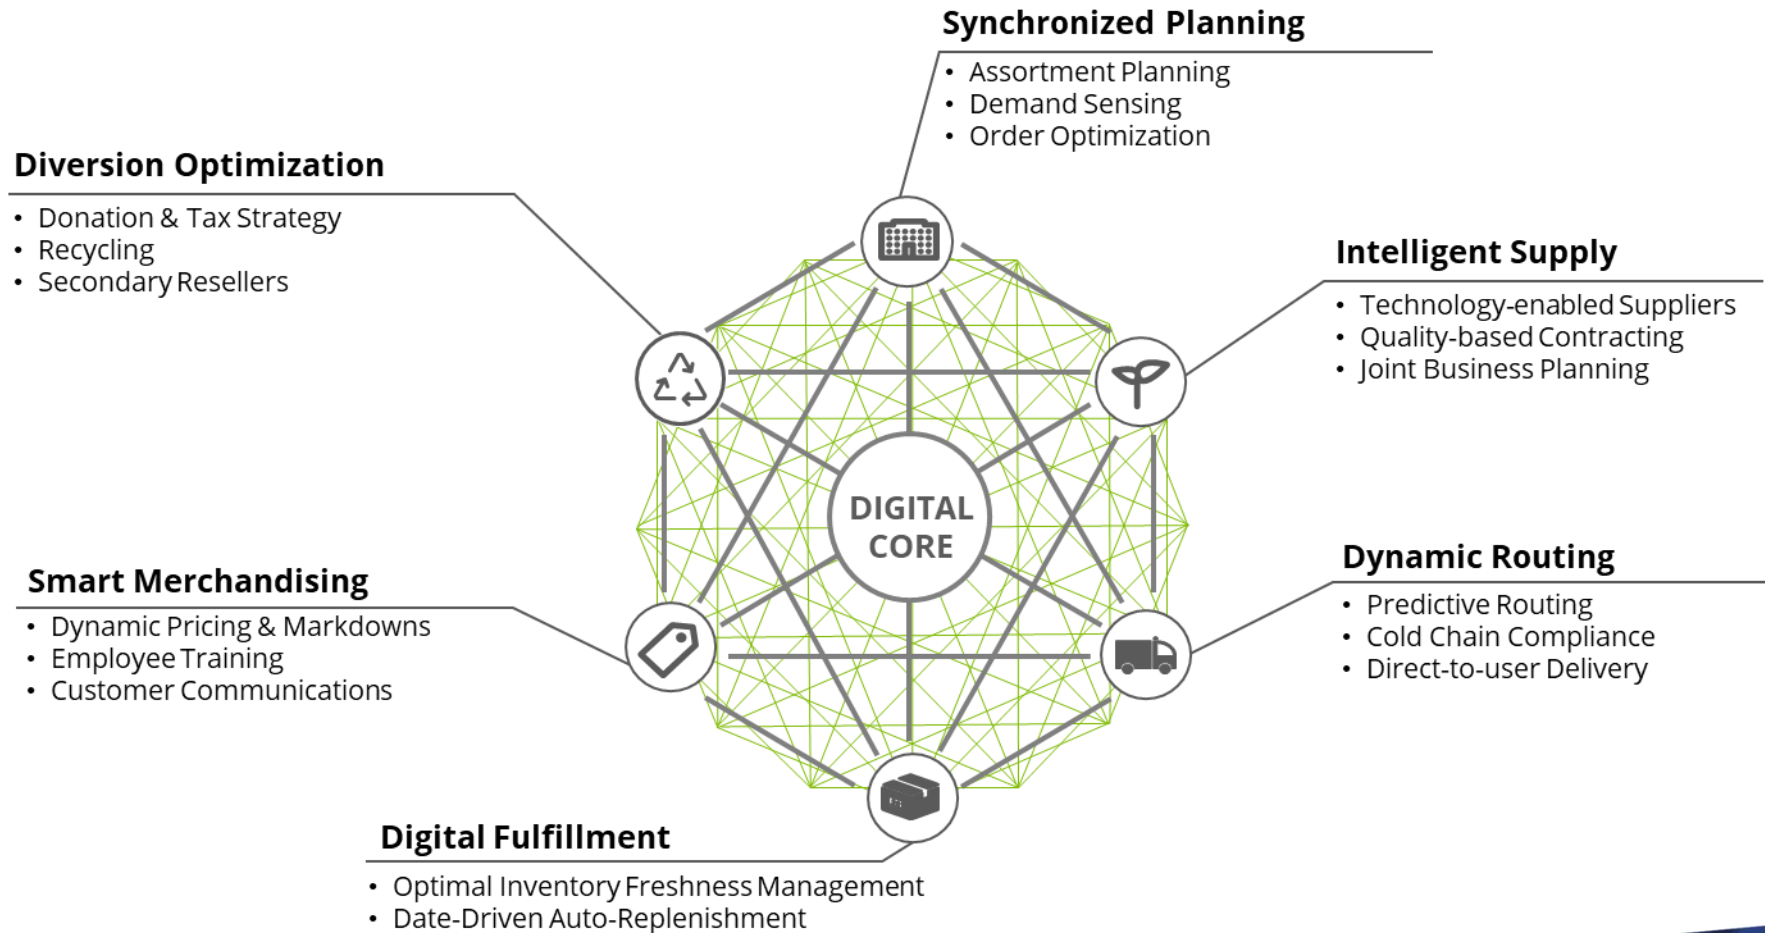 Synchronized Planning
• Assortment Planning
• Demand Sensing
• Order Optimization
Diversion Optimization
• Donation & Tax Strategy
• Recycling
• Secondary Resellers
Intelligent Supply
• Technology-enabled Suppliers
• Quality-based Contracting
• Joint Business Planning
DIGITAL
CORE
Smart Merchandising
• Dynamic Pricing & Markdowns
• Employee Training
• Customer Communications
Dynamic Routing
• Predictive Routing
• Cold Chain Compliance
• Direct-to-user Delivery
Digital Fulfillment
• Optimal Inventory Freshness Management
• Date-Driven Auto-Replenishment